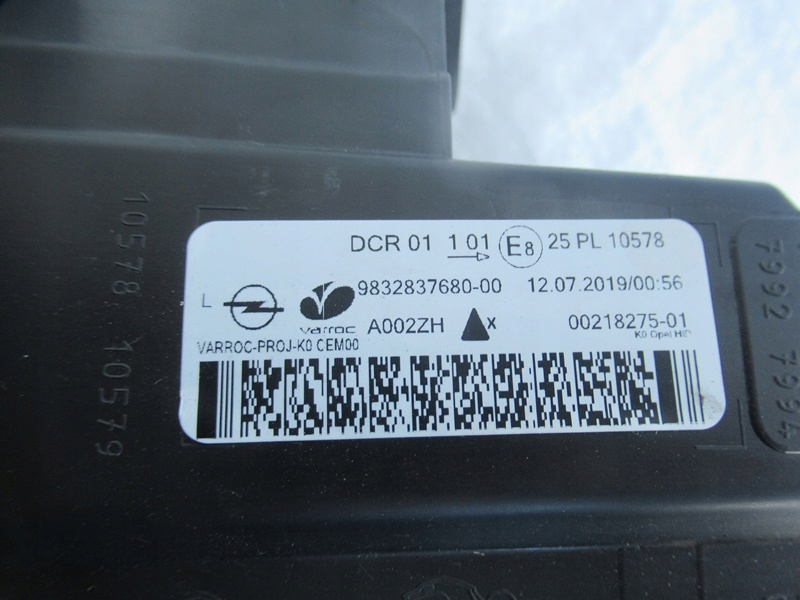 DCR 01 1 01 E8 25 PL 10578
9832837680-00 12.07.2019/00:56
L varroc A002ZH X 00218275-01
VARROC-PROJ-K0 CEM00 K0 Opel HID
10578 10579
7992 7994